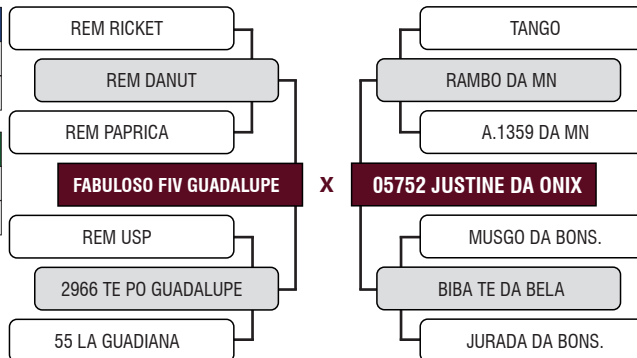 REM RICKET
REM DANUT
REM PAPRICA
FABULOSO FIV GUADALUPE
REM USP
2966 TE PO GUADALUPE
55 LA GUADIANA
X
TANGO
RAMBO DA MN
A.1359 DA MN
05752 JUSTINE DA ONIX
MUSGO DA BONS.
BIBA TE DA BELA
JURADA DA BONS.